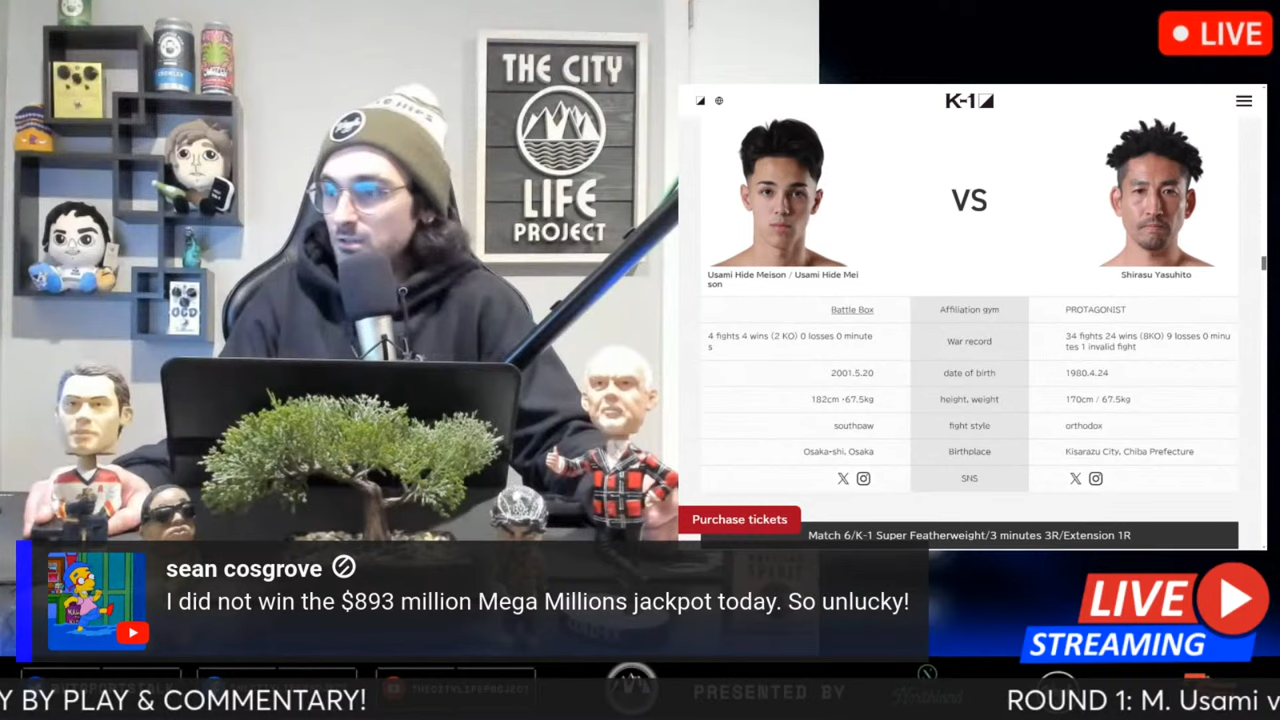 LIVE
THE CITY
LIFE
PROJECT
OCD
K-1
VS
Usami Hide Meison / Usami Hide Mei
son
Shirasu Yasuhito
Battle Box
Affiliation gym
PROTAGONIST
4 fights 4 wins (2 KO) 0 losses 0 minute
s
War record
34 fights 24 wins (8KO) 9 losses 0 minu
tes 1 invalid fight
2001.5.20
date of birth
1980.4.24
182cm・67.5kg
height, weight
170cm / 67.5kg
southpaw
fight style
orthodox
Osaka-shi, Osaka
Birthplace
Kisarazu City, Chiba Prefecture
SNS
Purchase tickets
Match 6/K-1 Super Featherweight/3 minutes 3R/Extension 1R
sean cosgrove
I did not win the $893 million Mega Millions jackpot today. So unlucky!
LIVE
STREAMING
THECITYLIFEPROJECT
PRESENTED BY
Northland
Y BY PLAY & COMMENTARY!
ROUND 1: M. Usami v